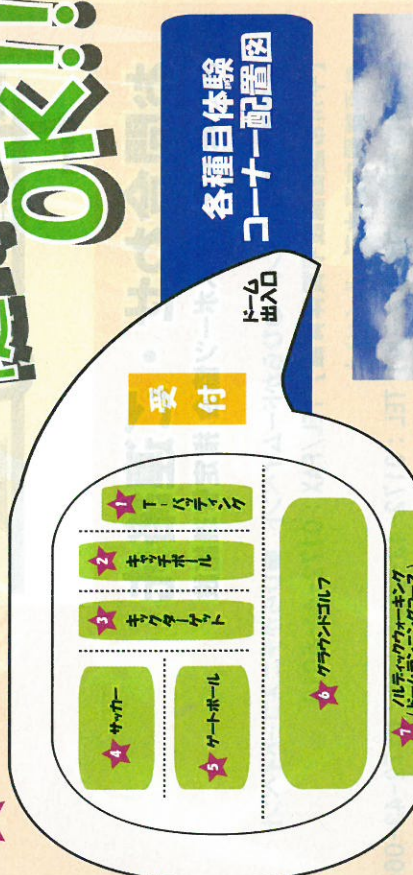 OK!!
各種目体験
コーナー配置図
ドーム
出入口
受付
1 T-バッティング
2 キャッチボール
3 キックターゲット
4 サッカー
5 ゲートボール
6 グラウンドゴルフ
7 ノルディックウォーキング